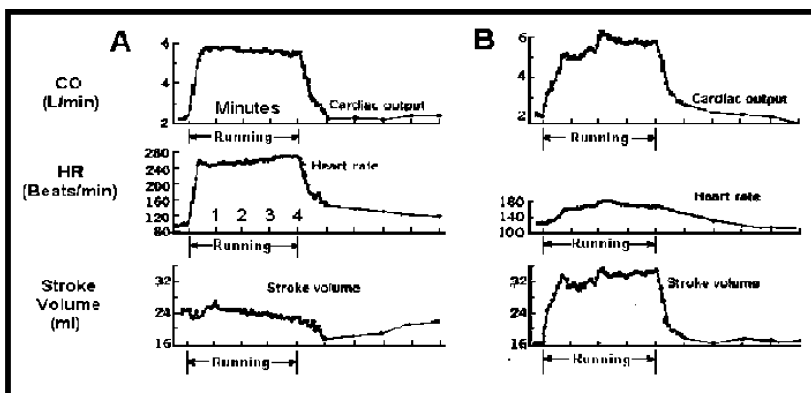 A
B
CO
(L/min)
6
4
2
Minutes
Cardiac output
Running
6
4
2
Cardiac output
Running
HR
(Beats/min)
280
240
200
160
120
80
Heart rate
1 2 3 4
Running
180
140
100
Heart rate
Running
Stroke
Volume
(ml)
32
24
16
Stroke volume
Running
32
24
16
Stroke volume
Running